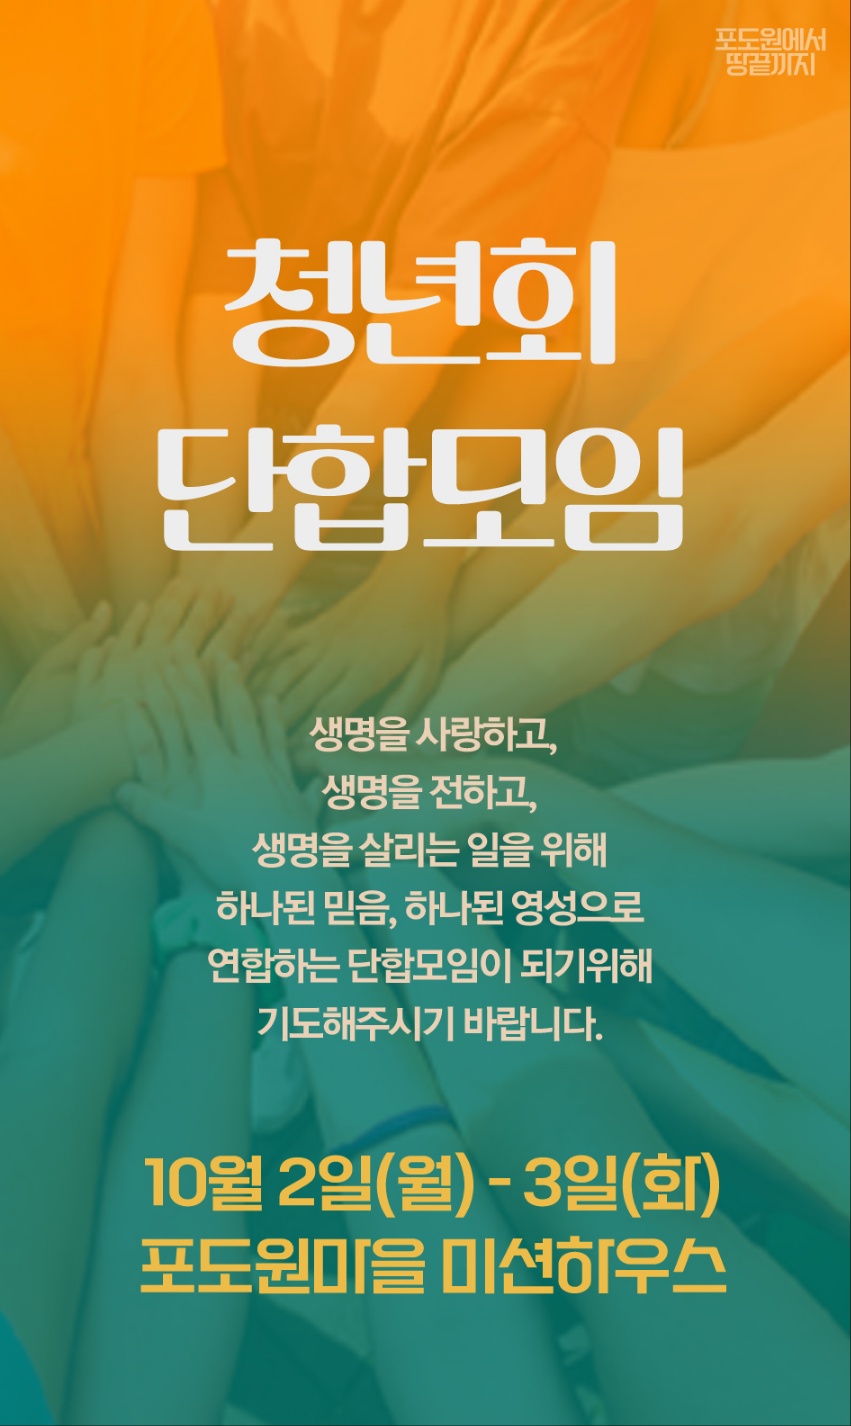 포도원에서
땅끝까지
청년회
단합모임
생명을 사랑하고,
생명을 전하고,
생명을 살리는 일을 위해
하나된 믿음, 하나된 영성으로
연합하는 단합모임이 되기위해
기도해주시기 바랍니다.
10월 2일(월) - 3일(화)
포도원마을 미션하우스